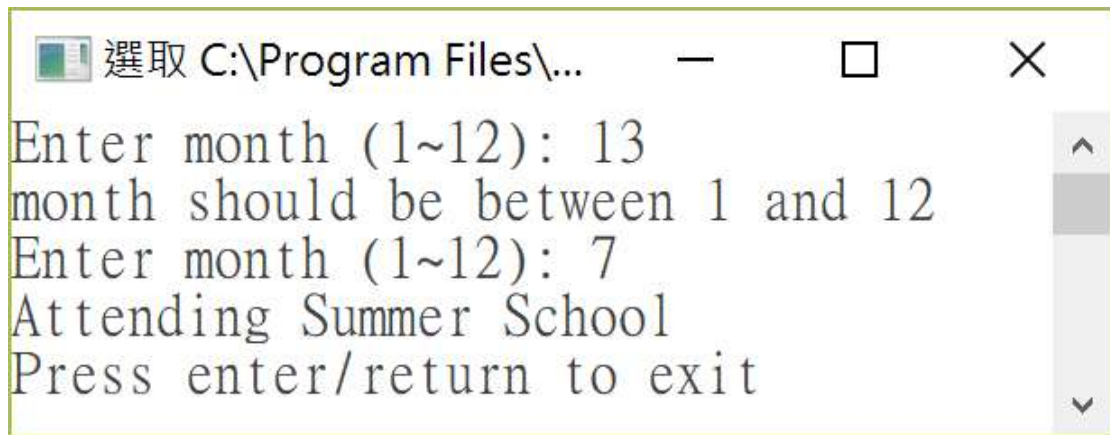 選取 C:\Program Files\...
Enter month (1~12): 13
month should be between 1 and 12
Enter month (1~12): 7
Attending Summer School
Press enter/return to exit